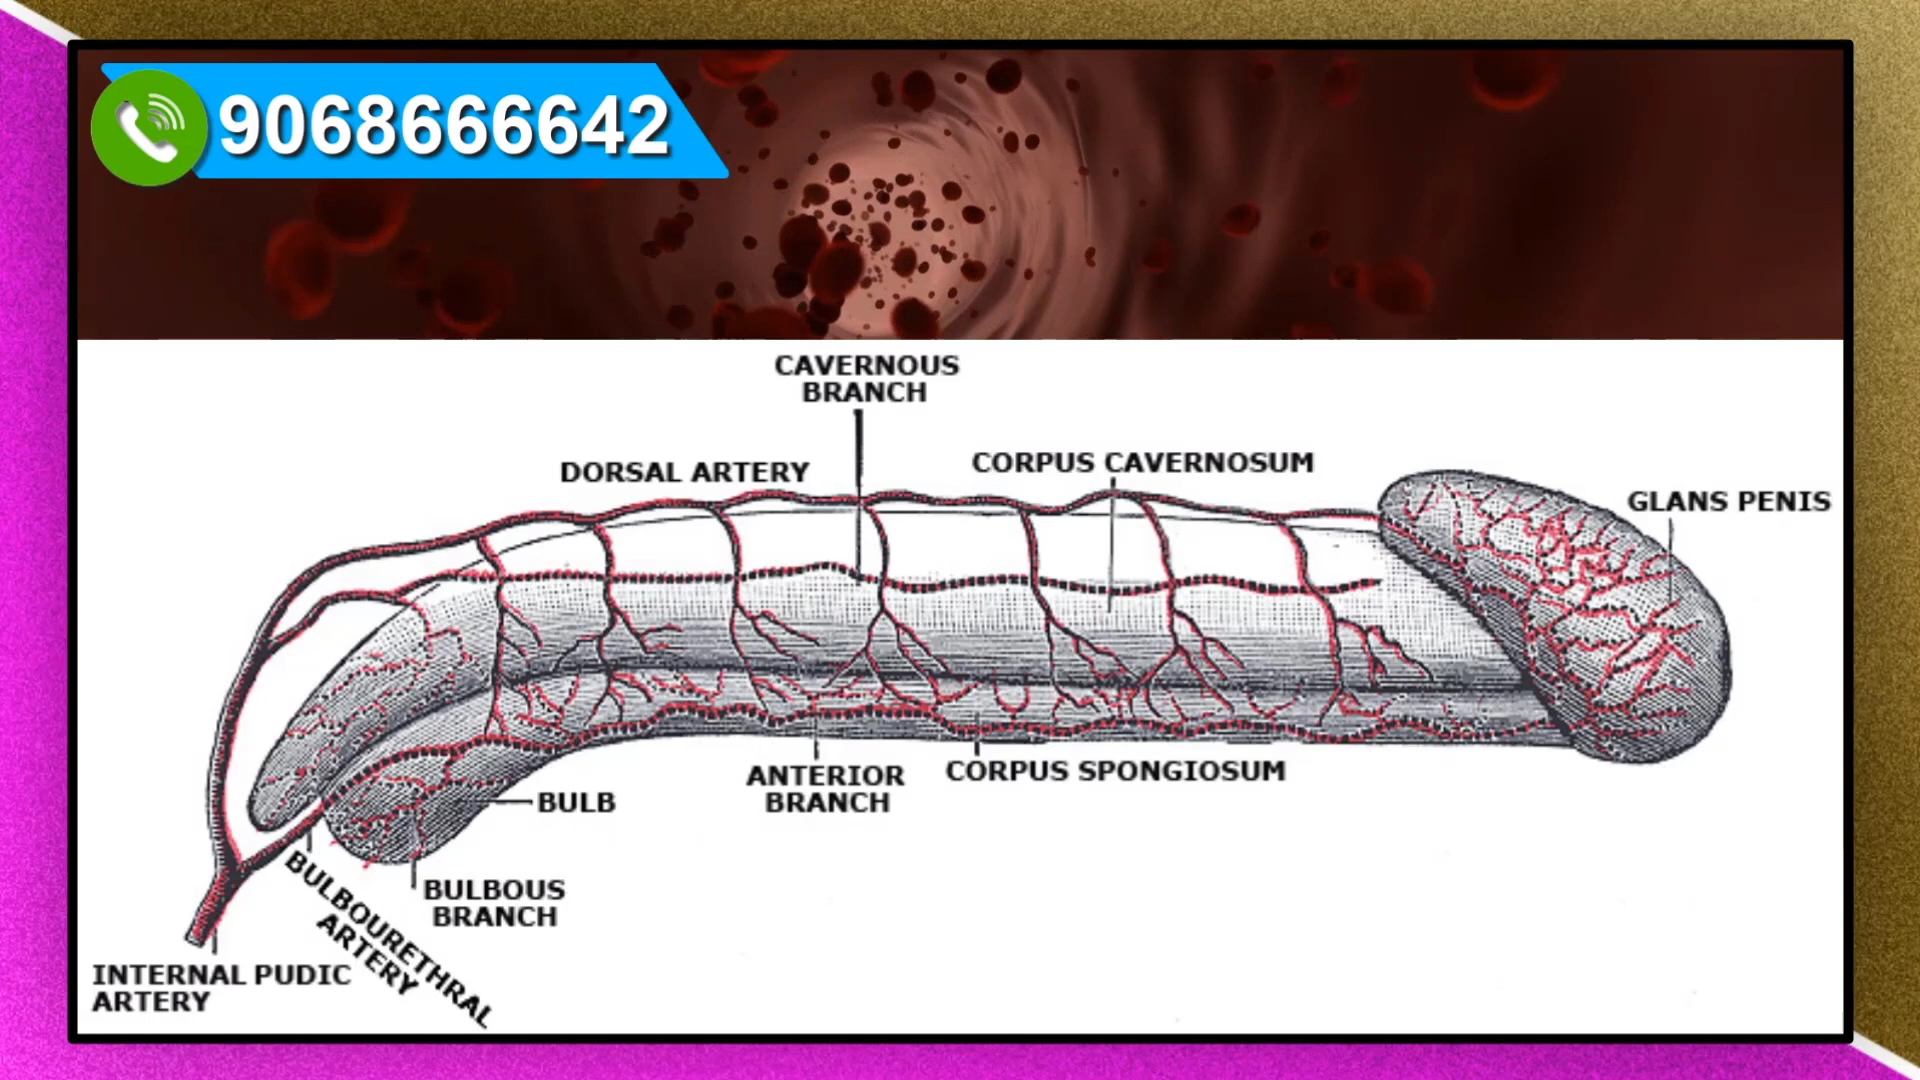 9068666642
CAVERNOUS
BRANCH
DORSAL ARTERY
CORPUS CAVERNOSUM
GLANS PENIS
ANTERIOR
BRANCH
CORPUS SPONGIOSUM
BULB
BULBOUS
BRANCH
BULBOURETHRAL
ARTERY
INTERNAL PUDIC
ARTERY